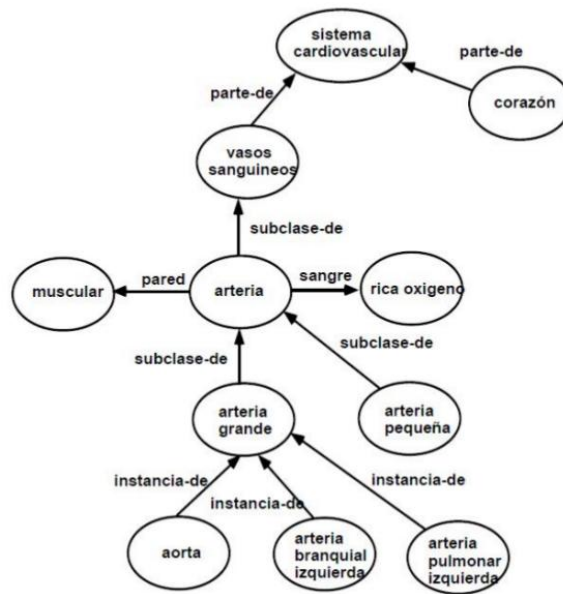 sistema
cardiovascular
parte-de
parte-de
corazón
vasos
sanguineos
subclase-de
muscular
pared
arteria
sangre
rica oxigeno
subclase-de
subclase-de
arteria
grande
arteria
pequeña
instancia-de
instancia-de
instancia-de
aorta
arteria
branquial
izquierda
arteria
pulmonar
izquierda